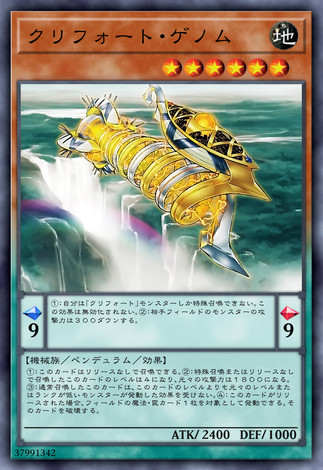 クリフォート・ゲノム
地
①:自分は「クリフォート」モンスターしか特殊召喚できない。こ
の効果は無効化されない。②:相手フィールドのモンスターの攻
撃力は300ダウンする。
9
9
【機械族/ペンデュラム/効果】
①:このカードはリリースなしで召喚できる。②:特殊召喚またはリリースなし
で召喚したこのカードのレベルは4になり、元々の攻撃力は1800になる。
③:通常召喚したこのカードは、このカードのレベルよりも元々のレベルまた
はランクが低いモンスターが発動した効果を受けない。④:このカードがリリ
ースされた場合、フィールドの魔法・罠カード1枚を対象として発動できる。そ
のカードを破壊する。
ATK/2400 DEF/1000
37991342